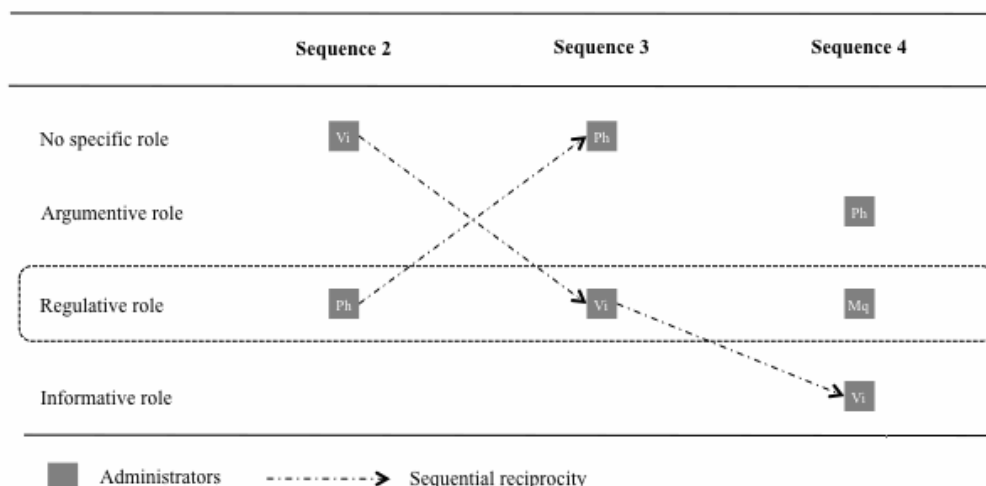 Sequence 2 Sequence 3 Sequence 4
No specific role Vi Ph
Argumentive role Ph
Regulative role Ph Vi Mq
Informative role Vi
Administrators Sequential reciprocity